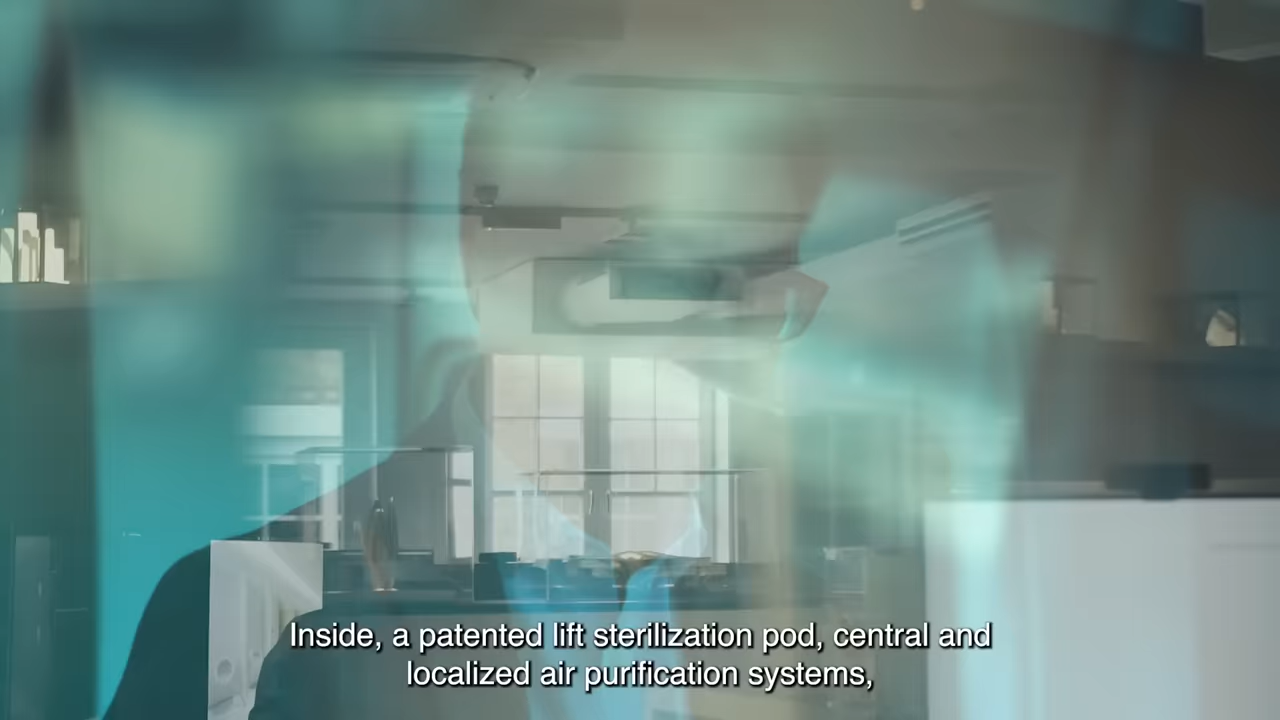 Inside, a patented lift sterilization pod, central and
localized air purification systems,